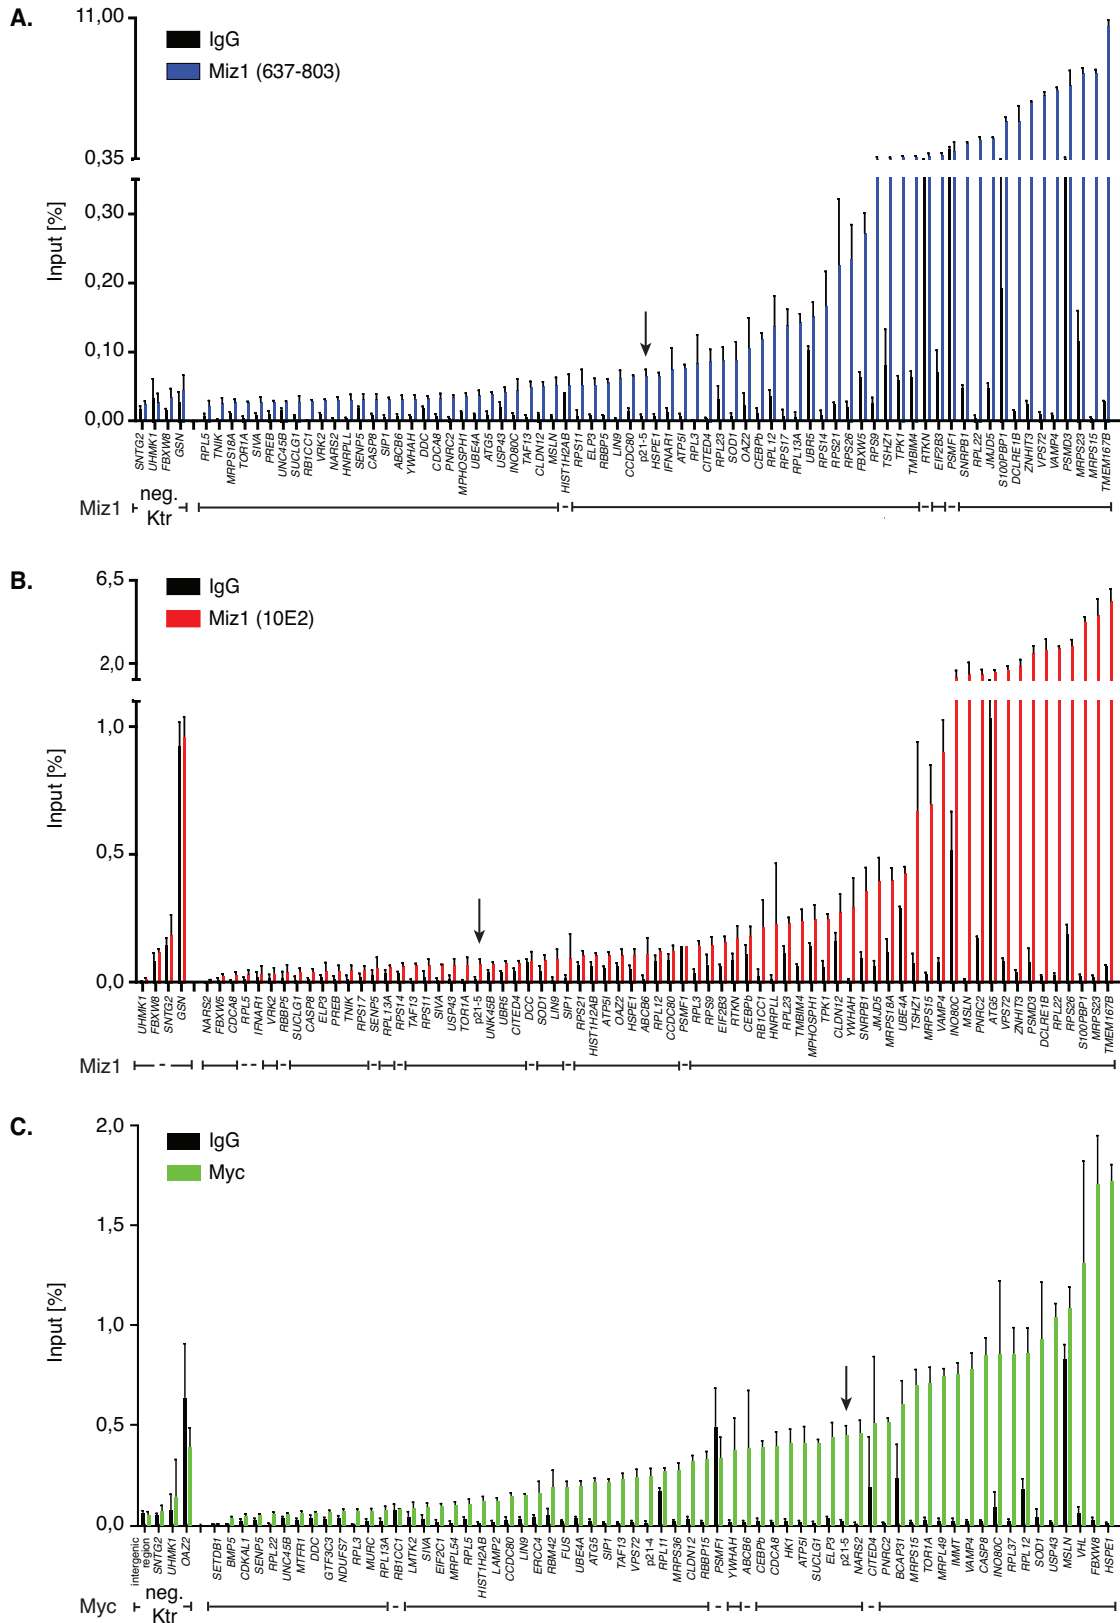 A.
11,00
0,35
0,30
0,20
0,10
0,00
Input [%]
IgG
Miz1 (637-803)
SNTG2
UHMK1
FBXW8
GSN
RPL5
TNIK
MRPS18A
TOR1A
SIVA
PREB
UNC45B
SUCLG1
RB1CC1
VRK2
NARS2
HNRPLL
SENP5
CASP8
SIP1
ABCB6
YWHAH
DDC
CDCA8
PNRC2
MPHOSPH1
UBE4A
ATG5
USP43
INO80C
TAF13
CLDN12
MSLN
HIST1H2AB
RPS11
ELP3
RBBP5
LIN9
CCDC80
p21-5
HSPE1
IFNAR1
ATP5I
RPL3
CITED4
RPL23
SOD1
OAZ2
CEBPb
RPL12
RPS17
RPL13A
UBR5
RPS14
RPS21
RPS26
FBXW5
RPS9
TSHZ1
TPK1
TMBM4
RTKN
EIF2B3
PSMF1
SNRPB1
RPL22
JMJD5
S100PBP1
DCLRE1B
ZNHIT3
VPS72
VAMP4
PSMD3
MRPS23
MRPS15
TMEM167B
Miz1
neg.
Ktr
B.
6,5
2,0
1,0
0,5
0,0
Input [%]
IgG
Miz1 (10E2)
UHMK1
FBXW8
SNTG2
GSN
NARS2
FBXW5
CDCA8
RPL5
IFNAR1
VRK2
RBBP5
SUCLG1
CASP8
ELP3
PREB
TNIK
RPS17
SENP5
RPL13A
RPS14
TAF13
RPS11
SIVA
USP43
TOR1A
p21-5
UNK45B
UBR5
CITED4
DCC
SOD1
LIN9
SIP1
RPS21
HIST1H2AB
ATP5I
OAZ2
HSPE1
ABCB6
RPL12
CCDC80
PSMF1
RPL3
RPS9
EIF2B3
RTKN
CEBPb
RB1CC1
HNRPLL
RPL23
TMBM4
MPHOSPH1
TPK1
CLDN12
YWHAH
SNRPB1
JMJD5
MRPS18A
UBE4A
TSHZ1
MRPS15
VAMP4
INO80C
MSLN
PNRC2
ATG5
VPS72
ZNHIT3
PSMD3
DCLRE1B
RPL22
RPS26
S100PBP1
MRPS23
TMEM167B
Miz1
C.
2,0
1,5
1,0
0,5
0,0
Input [%]
IgG
Myc
intergenic
region
SNTG2
UHMK1
OAZ2
SETDB1
BMP5
CDKAL1
SENP5
RPL22
UNC45B
MTFR1
DDC
GTF3C3
NDUFS7
RPL3
MURC
RPL13A
RB1CC1
LMTK2
SIVA
EIF2C1
MRPL54
RPL5
HIST1H2AB
LAMP2
CCDC80
LIN9
ERCC4
RBM42
FUS
UBE4A
ATG5
SIP1
TAF13
VPS72
p21-4
RPL11
MRPS36
CLDN12
RBBP15
PSMF1
YWHAH
ABCB6
CEBPb
CDCA8
HK1
ATP5I
SUCLG1
ELP3
p21-5
NARS2
CITED4
PNRC2
BCAP31
MRPS15
TOR1A
MRPL49
IMMT
VAMP4
CASP8
INO80C
RPL37
RPL12
SOD1
USP43
MSLN
VHL
FBXW8
HSPE1
Myc
neg.
Ktr